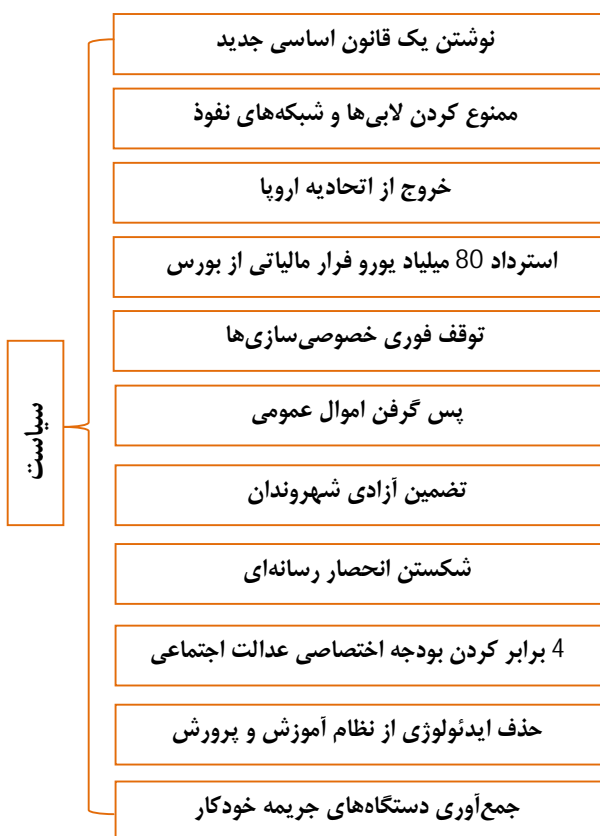 سیاست
نوشتن یک قانون اساسی جدید
ممنوع کردن لابی‌ها و شبکه‌های نفوذ
خروج از اتحادیه اروپا
استرداد 80 میلیاد یورو فرار مالیاتی از بورس
توقف فوری خصوصی‌سازی‌ها
پس گرفن اموال عمومی
تضمین آزادی شهروندان
شکستن انحصار رسانه‌ای
4 برابر کردن بودجه اختصاصی عدالت اجتماعی
حذف ایدئولوژی از نظام آموزش و پرورش
جمع‌آوری دستگاه‌های جریمه خودکار